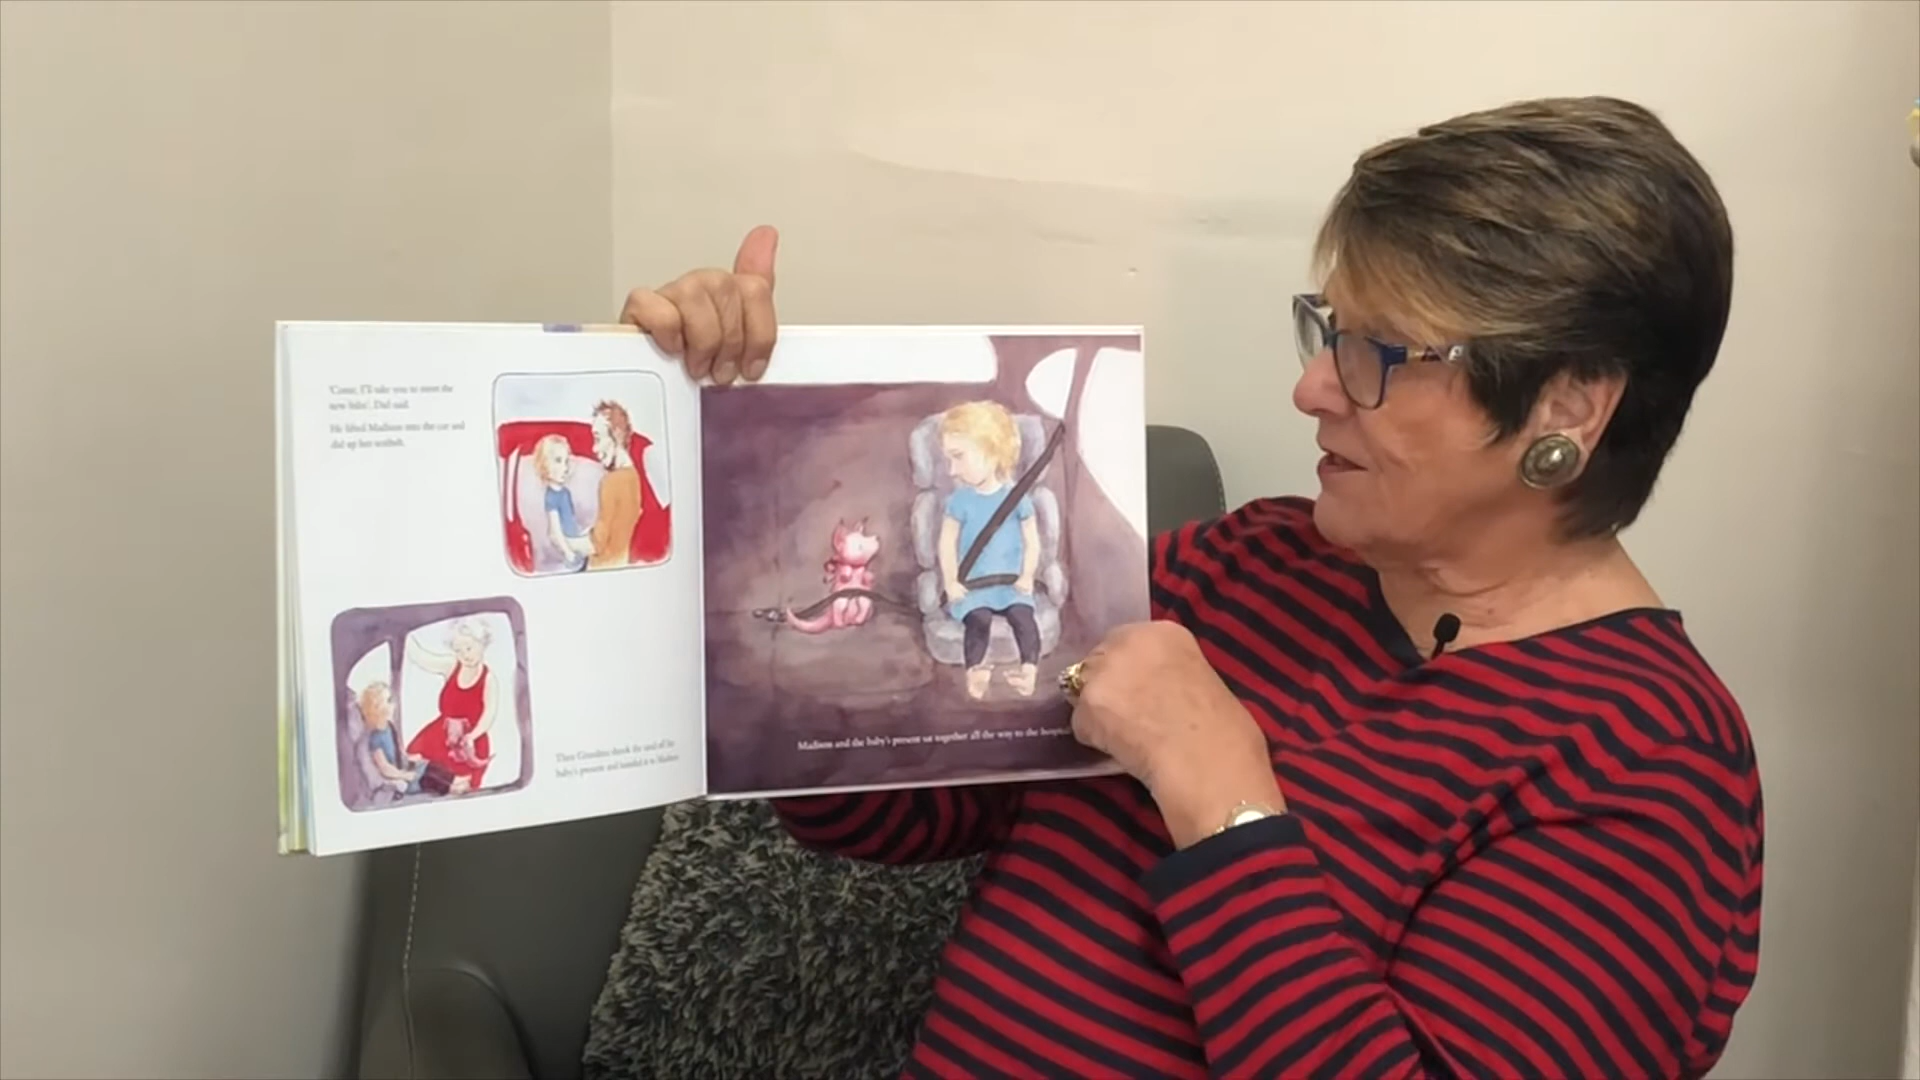 'Come, I'll take you to meet the
new baby', Dad said.
He lifted Madison into the car and
did up her seatbelt.
Then Grandma shook the sand off the
baby's present and handed it to Madison
Madison and the baby's present sat together all the way to the hospital